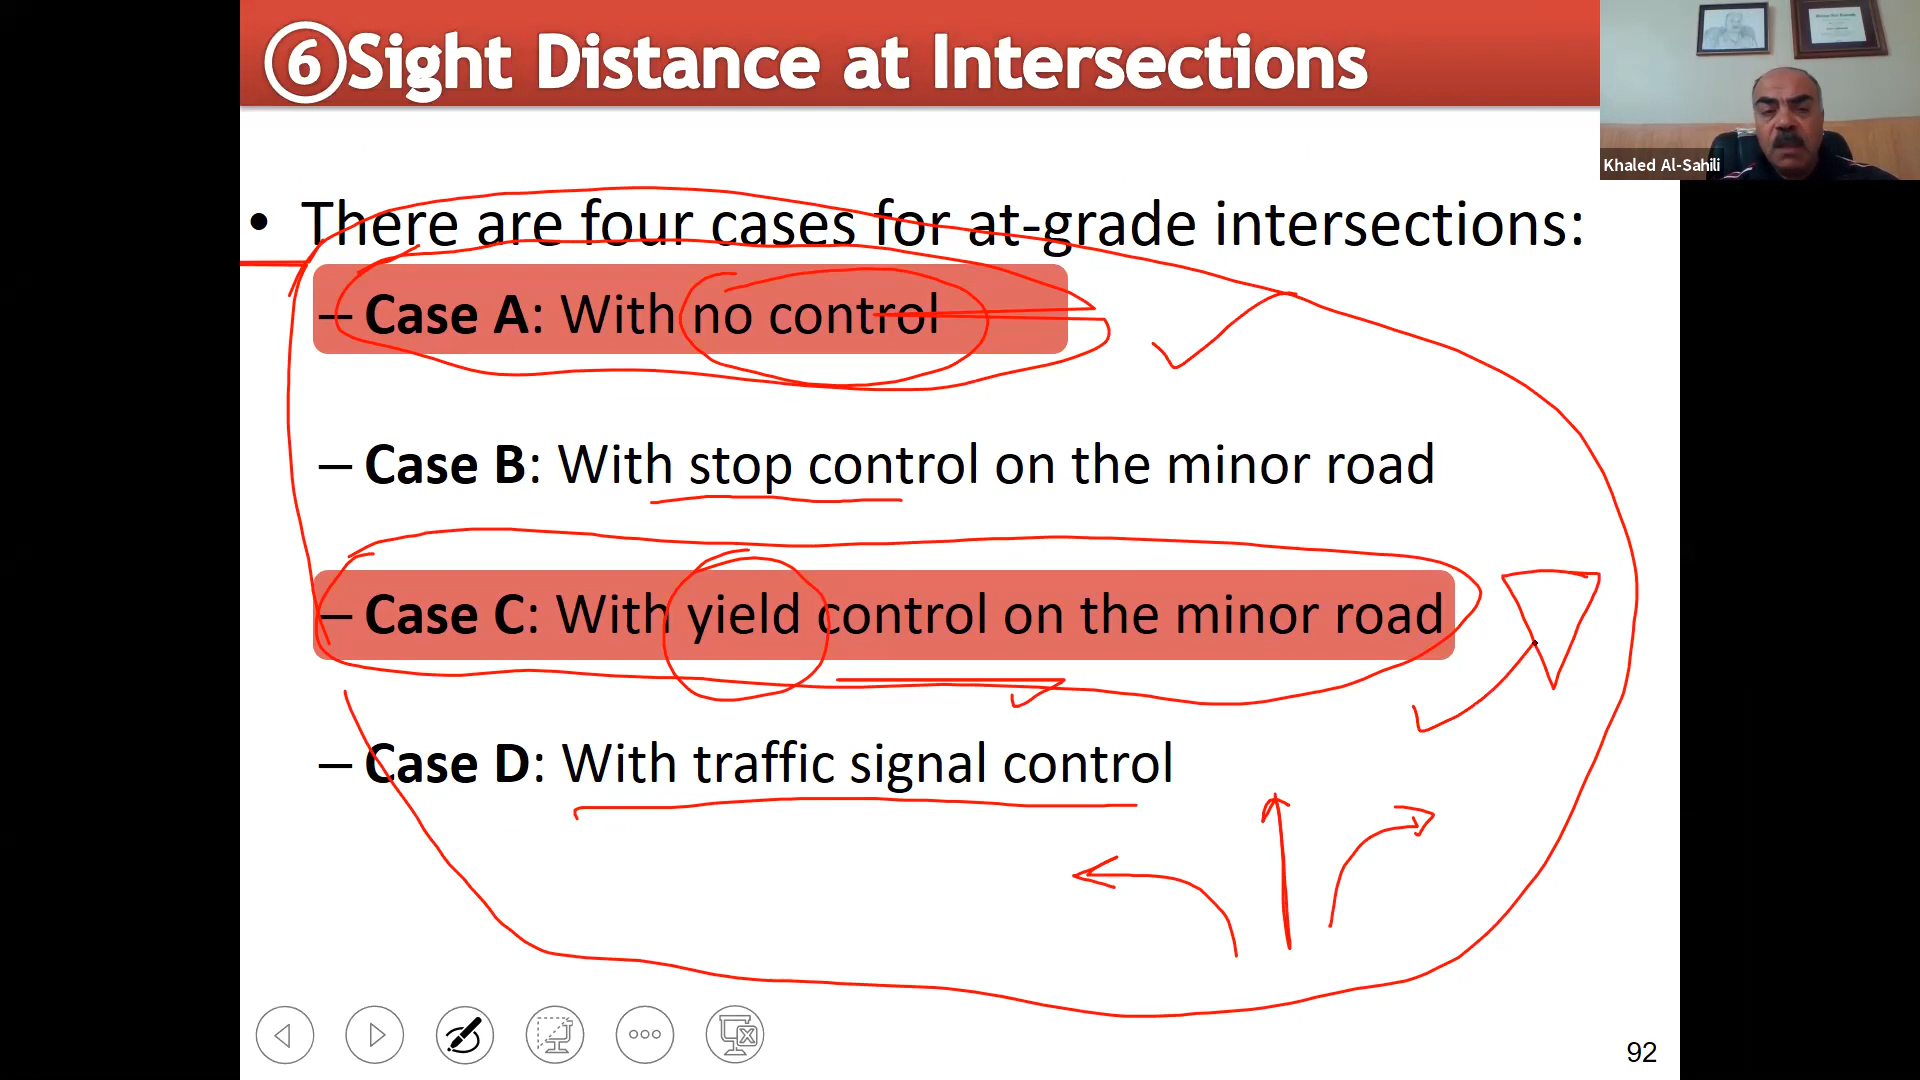 ⑥Sight Distance at Intersections
Khaled Al-Sahili
• There are four cases for at-grade intersections:
– Case A: With no control
– Case B: With stop control on the minor road
– Case C: With yield control on the minor road
– Case D: With traffic signal control
92